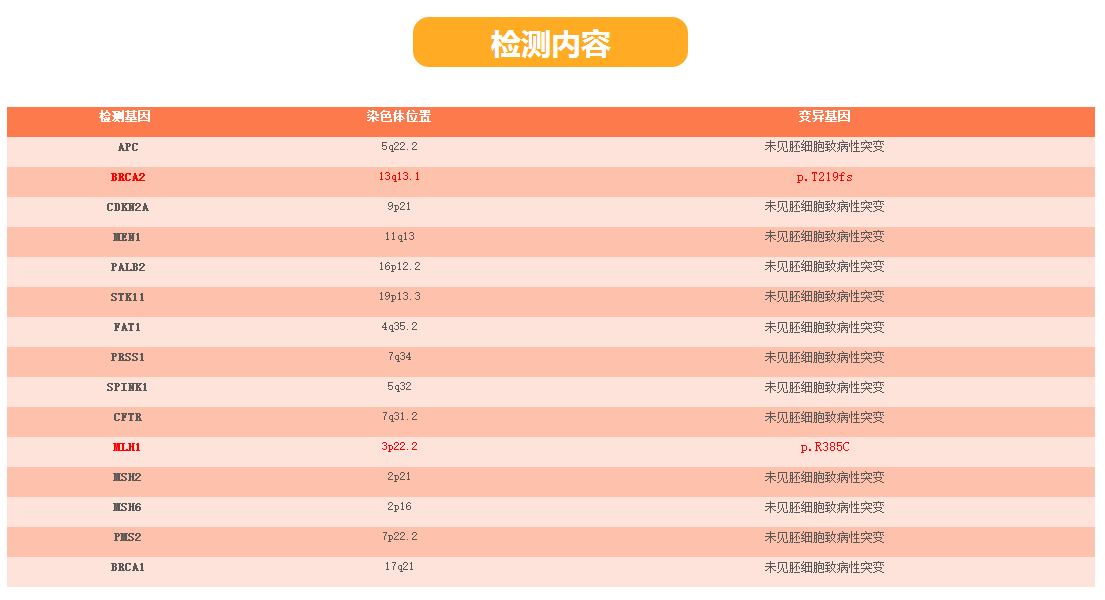 检测内容
检测基因 染色体位置 变异基因
APC 5q22.2 未见胚细胞致病性突变
BRCA2 13q13.1 p.T219fs
CDKN2A 9p21 未见胚细胞致病性突变
MEN1 11q13 未见胚细胞致病性突变
PALB2 16p12.2 未见胚细胞致病性突变
STK11 19p13.3 未见胚细胞致病性突变
FAT1 4q35.2 未见胚细胞致病性突变
PRSS1 7q34 未见胚细胞致病性突变
SPINK1 5q32 未见胚细胞致病性突变
CFTR 7q31.2 未见胚细胞致病性突变
MLH1 3p22.2 p.R385C
MSH2 2p21 未见胚细胞致病性突变
MSH6 2p16 未见胚细胞致病性突变
PMS2 7p22.2 未见胚细胞致病性突变
BRCA1 17q21 未见胚细胞致病性突变